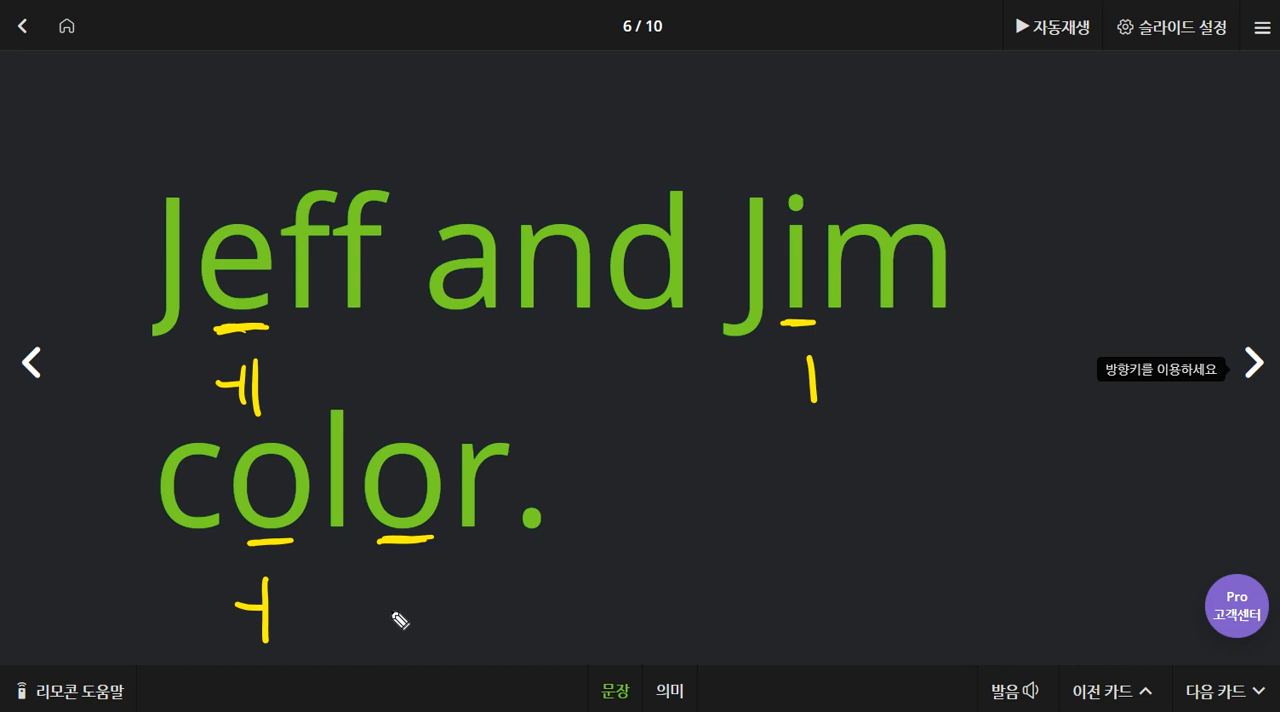 6 / 10
자동재생
슬라이드 설정
Jeff and Jim
ㅔ ㅣ
방향키를 이용하세요
color.
ㅓ
Pro
고객센터
리모콘 도움말
문장
의미
발음
이전 카드
다음 카드